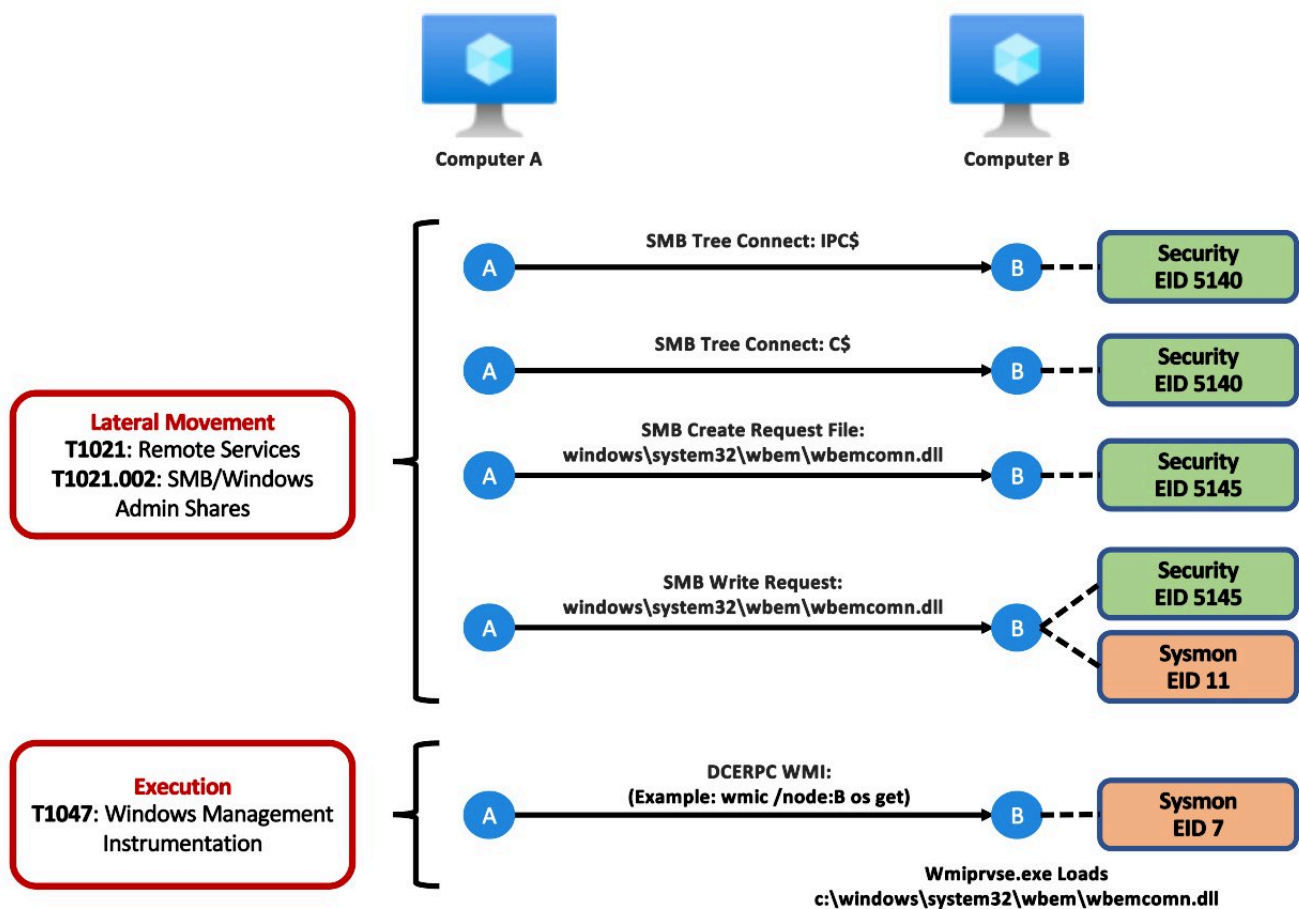 Computer A
Computer B
SMB Tree Connect: IPC$
A
B
Security
EID 5140
SMB Tree Connect: C$
A
B
Security
EID 5140
Lateral Movement
T1021: Remote Services
T1021.002: SMB/Windows
Admin Shares
SMB Create Request File:
windows\system32\wbem\wbemcomn.dll
A
B
Security
EID 5145
SMB Write Request:
windows\system32\wbem\wbemcomn.dll
A
B
Security
EID 5145
Sysmon
EID 11
Execution
T1047: Windows Management
Instrumentation
DCERPC WMI:
(Example: wmic /node:B os get)
A
B
Sysmon
EID 7
Wmiprvse.exe Loads
c:\windows\system32\wbem\wbemcomn.dll